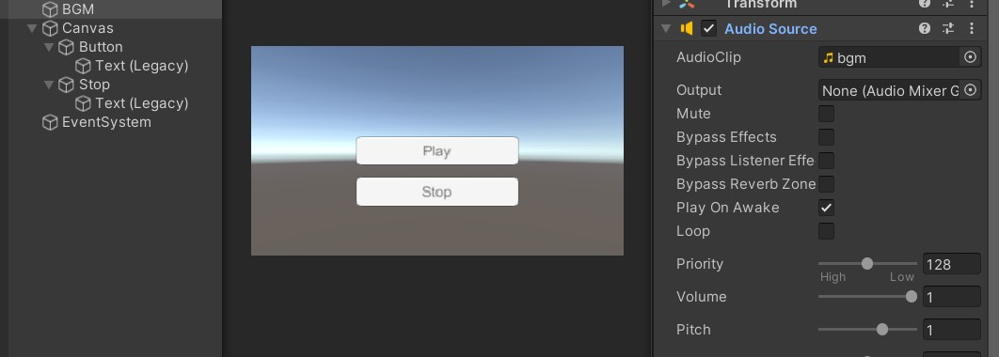 BGM
Canvas
Button
Text (Legacy)
Stop
Text (Legacy)
EventSystem
Play
Stop
Transform
Audio Source
AudioClip
bgm
Output
None (Audio Mixer G
Mute
Bypass Effects
Bypass Listener Effe
Bypass Reverb Zone
Play On Awake
Loop
Priority
128
High Low
Volume
1
Pitch
1